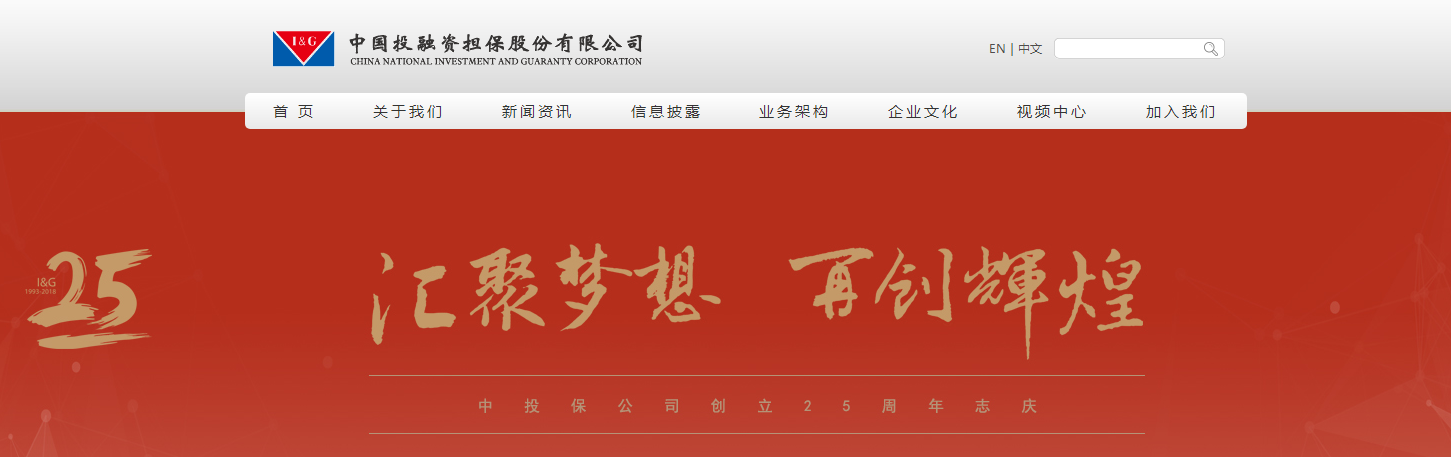 I&G
中国投融资担保股份有限公司
CHINA NATIONAL INVESTMENT AND GUARANTY CORPORATION
EN | 中文
首 页 关于我们 新闻资讯 信息披露 业务架构 企业文化 视频中心 加入我们
I&G
1993-2018
25
汇聚梦想 再创輝煌
中投保公司创立25周年志庆